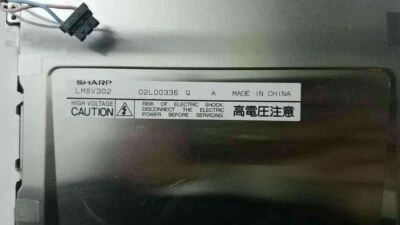 SHARP
LM8V302 02L00336 Q A MADE IN CHINA
HIGH VOLTAGE
CAUTION
RISK OF ELECTRIC SHOCK.
DISCONNECT THE ELECTRIC
POWER BEFORE SERVICING.
高電圧注意